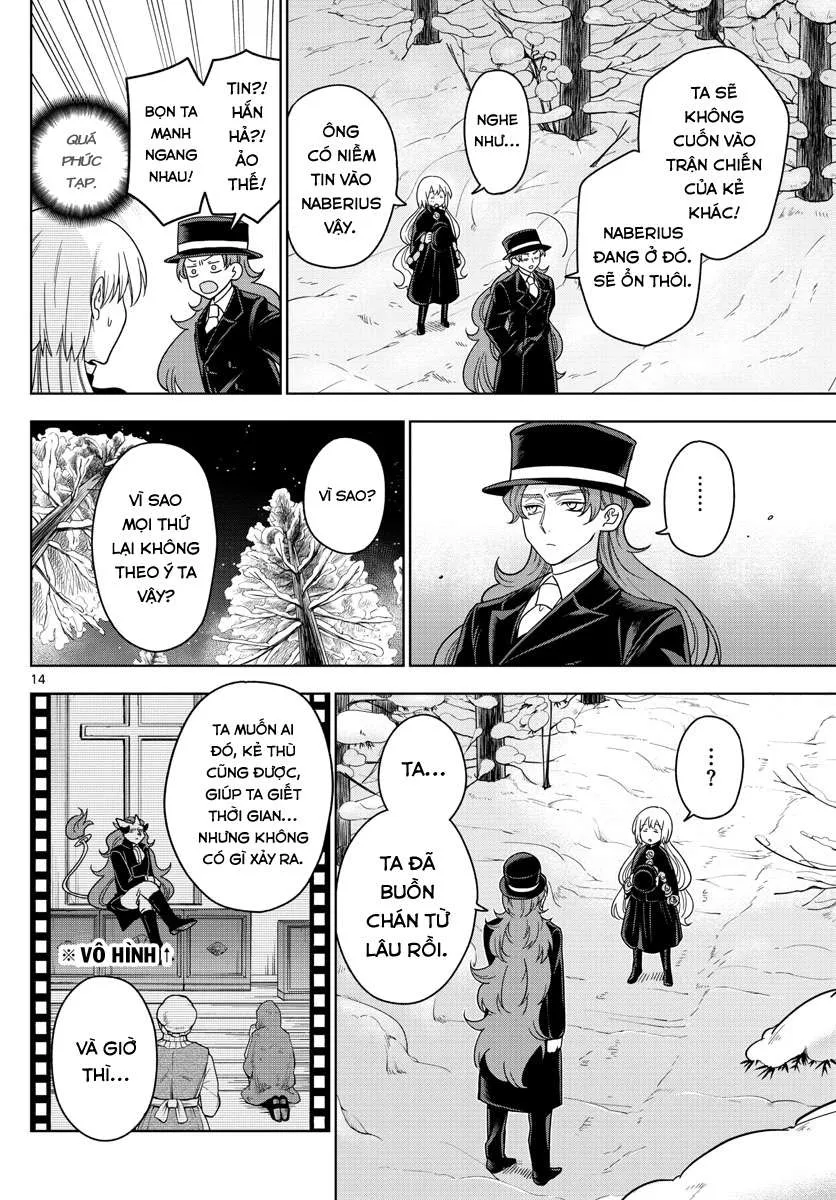 TA SẼ
KHÔNG
CUỐN VÀO
TRẬN CHIẾN
CỦA KẺ
KHÁC!
NABERIUS
ĐANG Ở ĐÓ.
SẼ ỔN THÔI.
NGHE
NHƯ...
ÔNG
CÓ NIỀM
TIN VÀO
NABERIUS
VẬY.
TIN?!
HẮN
HẢ?!
ẢO
THẾ!
BỌN TA
MẠNH
NGANG
NHAU!
QUÁ
PHỨC
TẠP.
...
VÌ SAO?
VÌ SAO
MỌI THỨ
LẠI KHÔNG
THEO Ý TA
VẬY?
14
...?
TA...
TA ĐÃ
BUỒN
CHÁN TỪ
LÂU RỒI.
TA MUỐN AI
ĐÓ, KẺ THÙ
CŨNG ĐƯỢC,
GIÚP TA GIẾT
THỜI GIAN...
...NHƯNG KHÔNG
CÓ GÌ XẢY RA.
※ VÔ HÌNH ↑
VÀ GIỜ
THÌ...